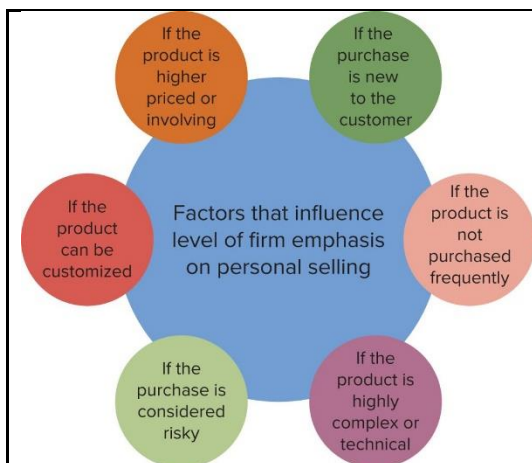 If the
product is
higher
priced or
involving
If the
purchase
is new
to the
customer
If the
product
can be
customized
Factors that influence
level of firm emphasis
on personal selling
If the
product is
not
purchased
frequently
If the
purchase is
considered
risky
If the
product is
highly
complex or
technical